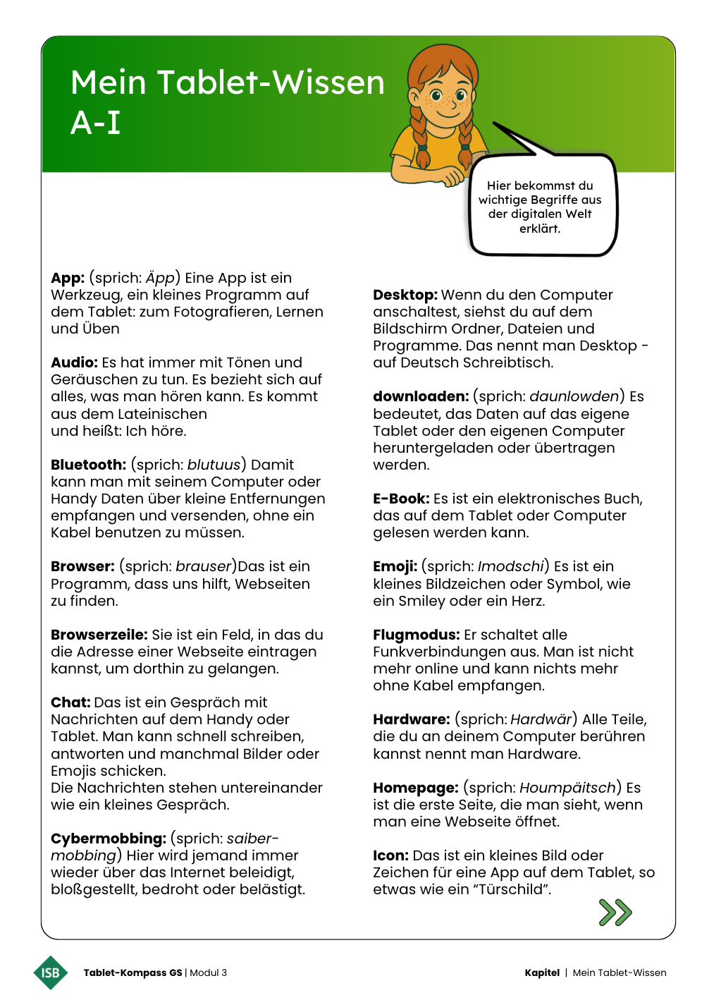 Mein Tablet-Wissen
A-I
Hier bekommst du
wichtige Begriffe aus
der digitalen Welt
erklärt.
App: (sprich: Äpp) Eine App ist ein
Werkzeug, ein kleines Programm auf
dem Tablet: zum Fotografieren, Lernen
und Üben
Audio: Es hat immer mit Tönen und
Geräuschen zu tun. Es bezieht sich auf
alles, was man hören kann. Es kommt
aus dem Lateinischen
und heißt: Ich höre.
Bluetooth: (sprich: blutuus) Damit
kann man mit seinem Computer oder
Handy Daten über kleine Entfernungen
empfangen und versenden, ohne ein
Kabel benutzen zu müssen.
Browser: (sprich: brauser)Das ist ein
Programm, dass uns hilft, Webseiten
zu finden.
Browserzeile: Sie ist ein Feld, in das du
die Adresse einer Webseite eintragen
kannst, um dorthin zu gelangen.
Chat: Das ist ein Gespräch mit
Nachrichten auf dem Handy oder
Tablet. Man kann schnell schreiben,
antworten und manchmal Bilder oder
Emojis schicken.
Die Nachrichten stehen untereinander
wie ein kleines Gespräch.
Cybermobbing: (sprich: saiber-
mobbing) Hier wird jemand immer
wieder über das Internet beleidigt,
bloßgestellt, bedroht oder belästigt.
Desktop: Wenn du den Computer
anschaltest, siehst du auf dem
Bildschirm Ordner, Dateien und
Programme. Das nennt man Desktop -
auf Deutsch Schreibtisch.
downloaden: (sprich: daunlowden) Es
bedeutet, das Daten auf das eigene
Tablet oder den eigenen Computer
heruntergeladen oder übertragen
werden.
E-Book: Es ist ein elektronisches Buch,
das auf dem Tablet oder Computer
gelesen werden kann.
Emoji: (sprich: Imodschi) Es ist ein
kleines Bildzeichen oder Symbol, wie
ein Smiley oder ein Herz.
Flugmodus: Er schaltet alle
Funkverbindungen aus. Man ist nicht
mehr online und kann nichts mehr
ohne Kabel empfangen.
Hardware: (sprich: Hardwär) Alle Teile,
die du an deinem Computer berühren
kannst nennt man Hardware.
Homepage: (sprich: Houmpäitsch) Es
ist die erste Seite, die man sieht, wenn
man eine Webseite öffnet.
Icon: Das ist ein kleines Bild oder
Zeichen für eine App auf dem Tablet, so
etwas wie ein “Türschild”.
ISB
Tablet-Kompass GS | Modul 3
Kapitel | Mein Tablet-Wissen